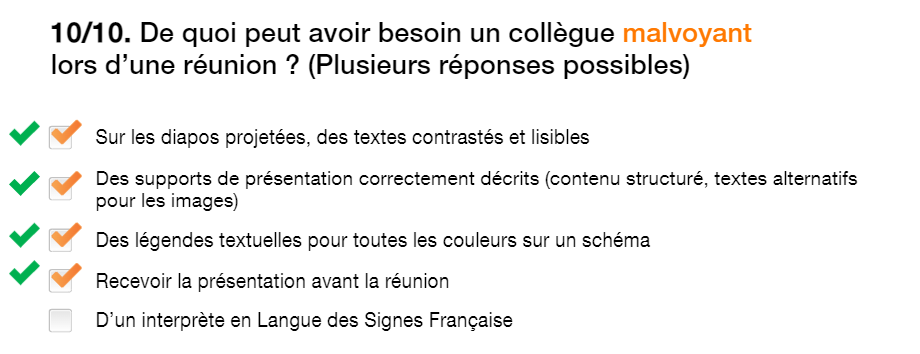 10/10. De quoi peut avoir besoin un collègue malvoyant
lors d’une réunion ? (Plusieurs réponses possibles)
Sur les diapos projetées, des textes contrastés et lisibles
Des supports de présentation correctement décrits (contenu structuré, textes alternatifs
pour les images)
Des légendes textuelles pour toutes les couleurs sur un schéma
Recevoir la présentation avant la réunion
D’un interprète en Langue des Signes Française